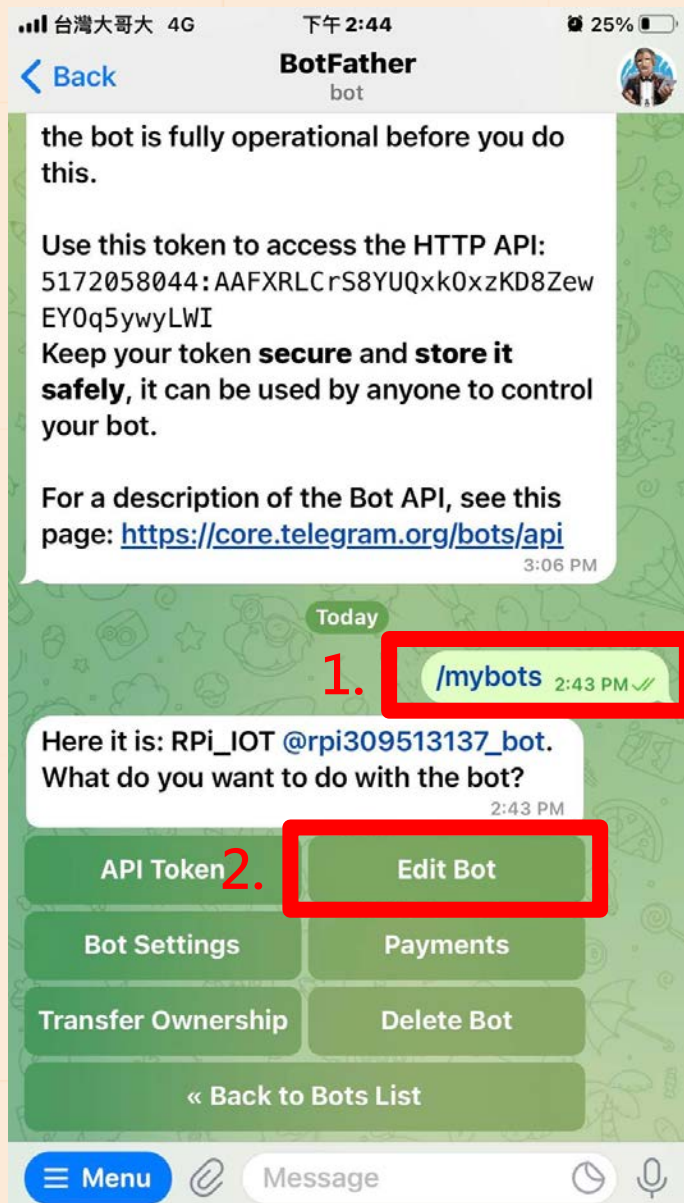 台灣大哥大 4G 下午 2:44 25%
Back BotFather
bot
the bot is fully operational before you do
this.
Use this token to access the HTTP API:
5172058044:AAFXRLCrS8YUQxkOxzKD8Zew
EYOq5ywyLWI
Keep your token secure and store it
safely, it can be used by anyone to control
your bot.
For a description of the Bot API, see this
page: https://core.telegram.org/bots/api
3:06 PM
Today
1. /mybots 2:43 PM
Here it is: RPi_IOT @rpi309513137_bot.
What do you want to do with the bot?
2:43 PM
API Token 2. Edit Bot
Bot Settings Payments
Transfer Ownership Delete Bot
« Back to Bots List
Menu Message